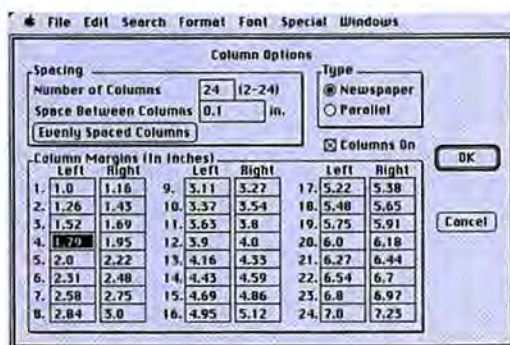 File Edit Search Format Font Special Windows
Column Options
Spacing
Number of Columns 24 (2-24)
Space Between Columns 0.1 in.
Evenly Spaced Columns
Type
Newspaper
Parallel
Columns On
OK
Cancel
Column Margins (In Inches)
Left Right Left Right Left Right
1. 1.0 1.16 9. 3.11 3.27 17. 5.22 5.38
2. 1.26 1.43 10. 3.37 3.54 18. 5.48 5.65
3. 1.52 1.69 11. 3.63 3.8 19. 5.75 5.91
4. 1.79 1.95 12. 3.9 4.0 20. 6.0 6.18
5. 2.0 2.22 13. 4.16 4.33 21. 6.27 6.44
6. 2.31 2.48 14. 4.43 4.59 22. 6.54 6.7
7. 2.58 2.75 15. 4.69 4.86 23. 6.8 6.97
8. 2.84 3.0 16. 4.95 5.12 24. 7.0 7.23